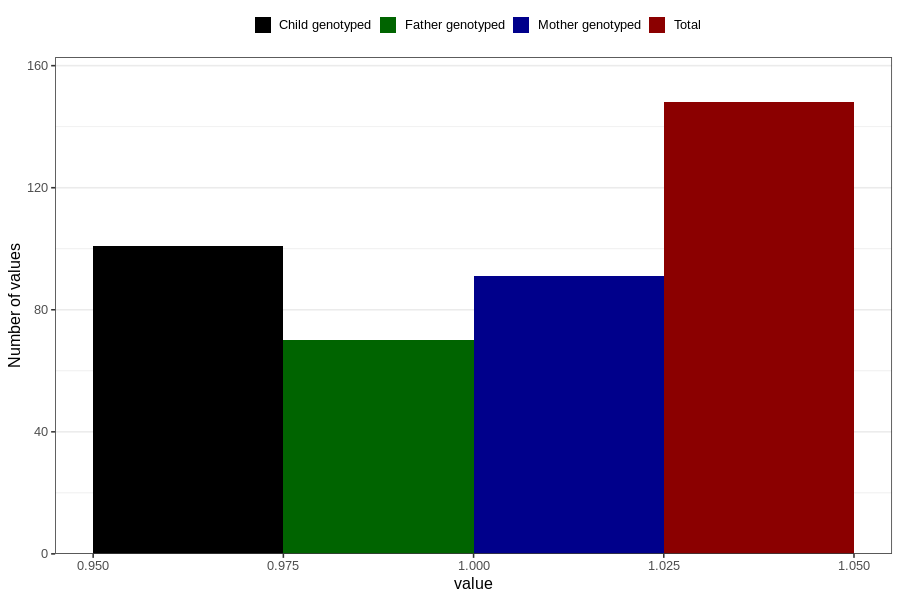 Child genotyped Father genotyped Mother genotyped Total
160
120
80
40
0
Number of values
0.950 0.975 1.000 1.025 1.050
value